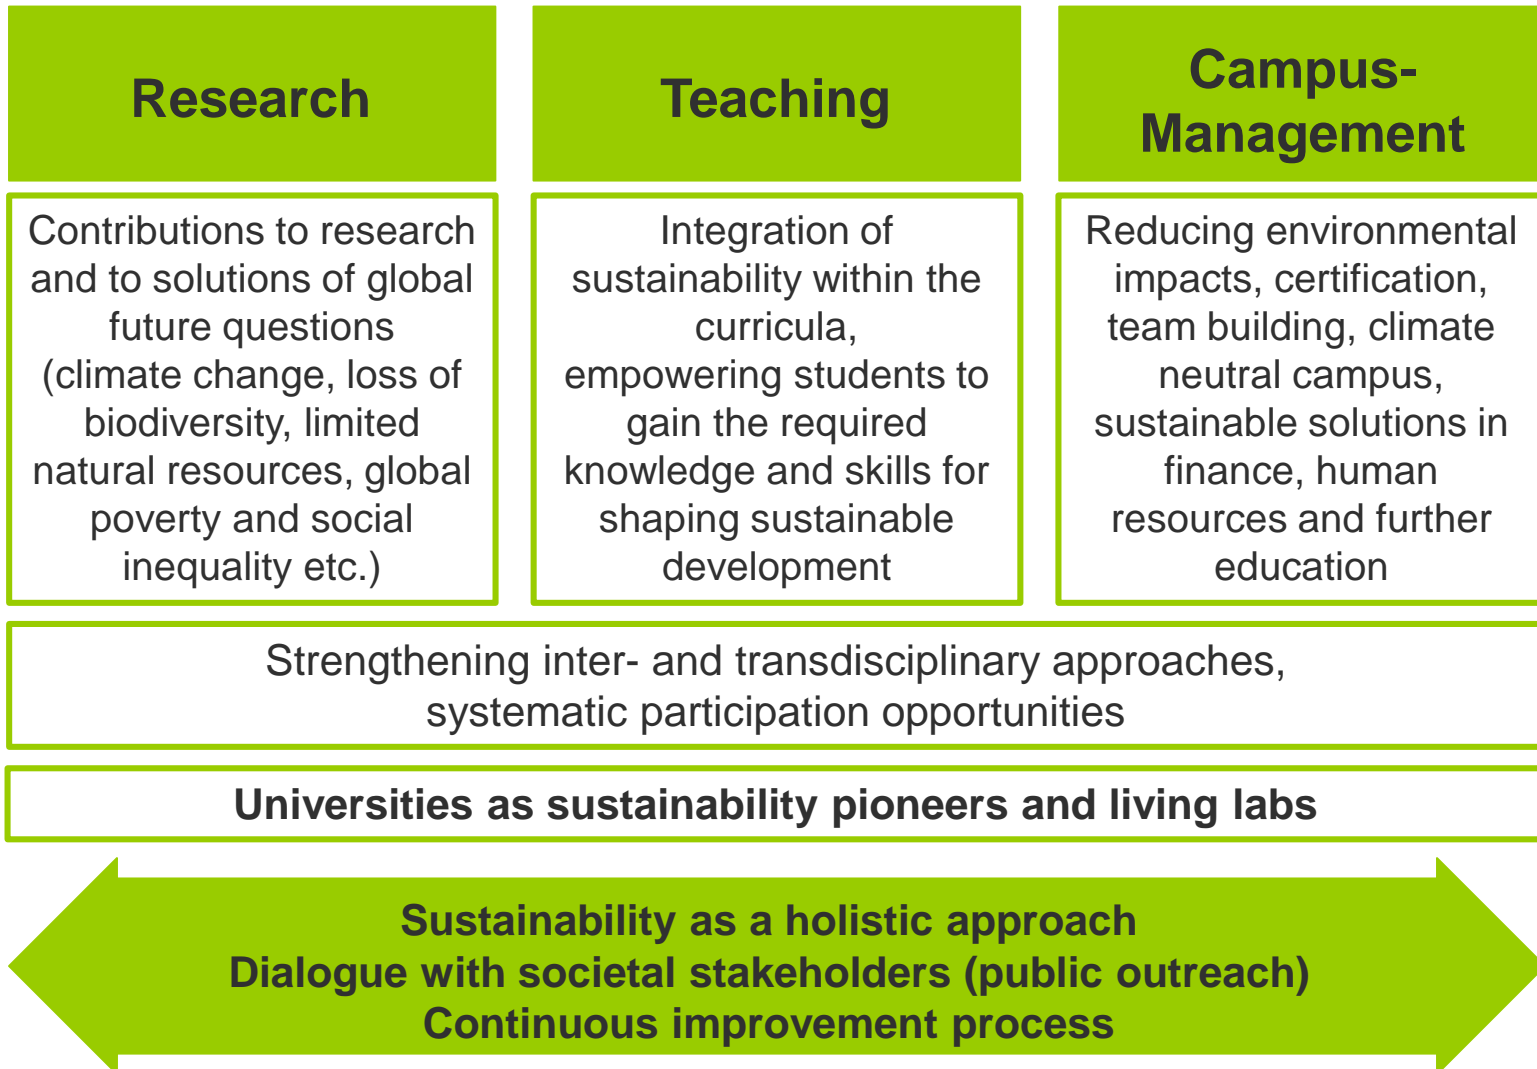 Research
Contributions to research
and to solutions of global
future questions
(climate change, loss of
biodiversity, limited
natural resources, global
poverty and social
inequality etc.)
Teaching
Integration of
sustainability within the
curricula,
empowering students to
gain the required
knowledge and skills for
shaping sustainable
development
Campus-
Management
Reducing environmental
impacts, certification,
team building, climate
neutral campus,
sustainable solutions in
finance, human
resources and further
education
Strengthening inter- and transdisciplinary approaches,
systematic participation opportunities
Universities as sustainability pioneers and living labs
Sustainability as a holistic approach
Dialogue with societal stakeholders (public outreach)
Continuous improvement process